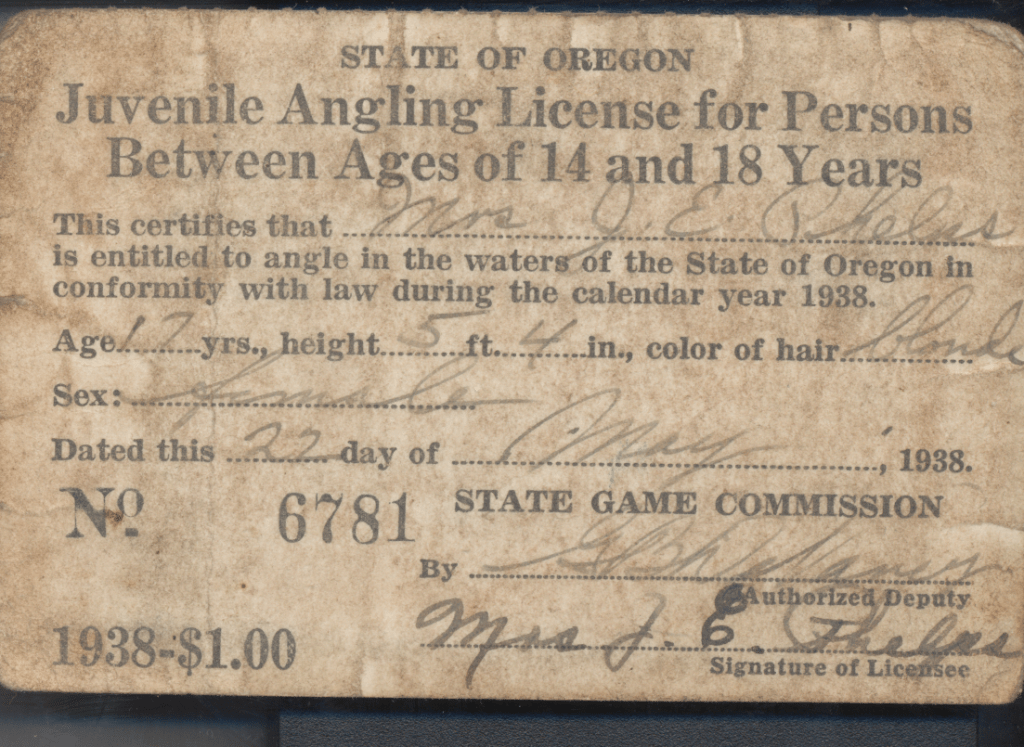 STATE OF OREGON
Juvenile Angling License for Persons
Between Ages of 14 and 18 Years
This certifies that Mrs J. E. Phelas
is entitled to angle in the waters of the State of Oregon in
conformity with law during the calendar year 1938.
Age 17 yrs., height 5 ft. 4 in., color of hair blonde
Sex: female
Dated this 22 day of May, 1938.
No. 6781 STATE GAME COMMISSION
By
Authorized Deputy
Mrs J. E. Phelas
1938-$1.00 Signature of Licensee